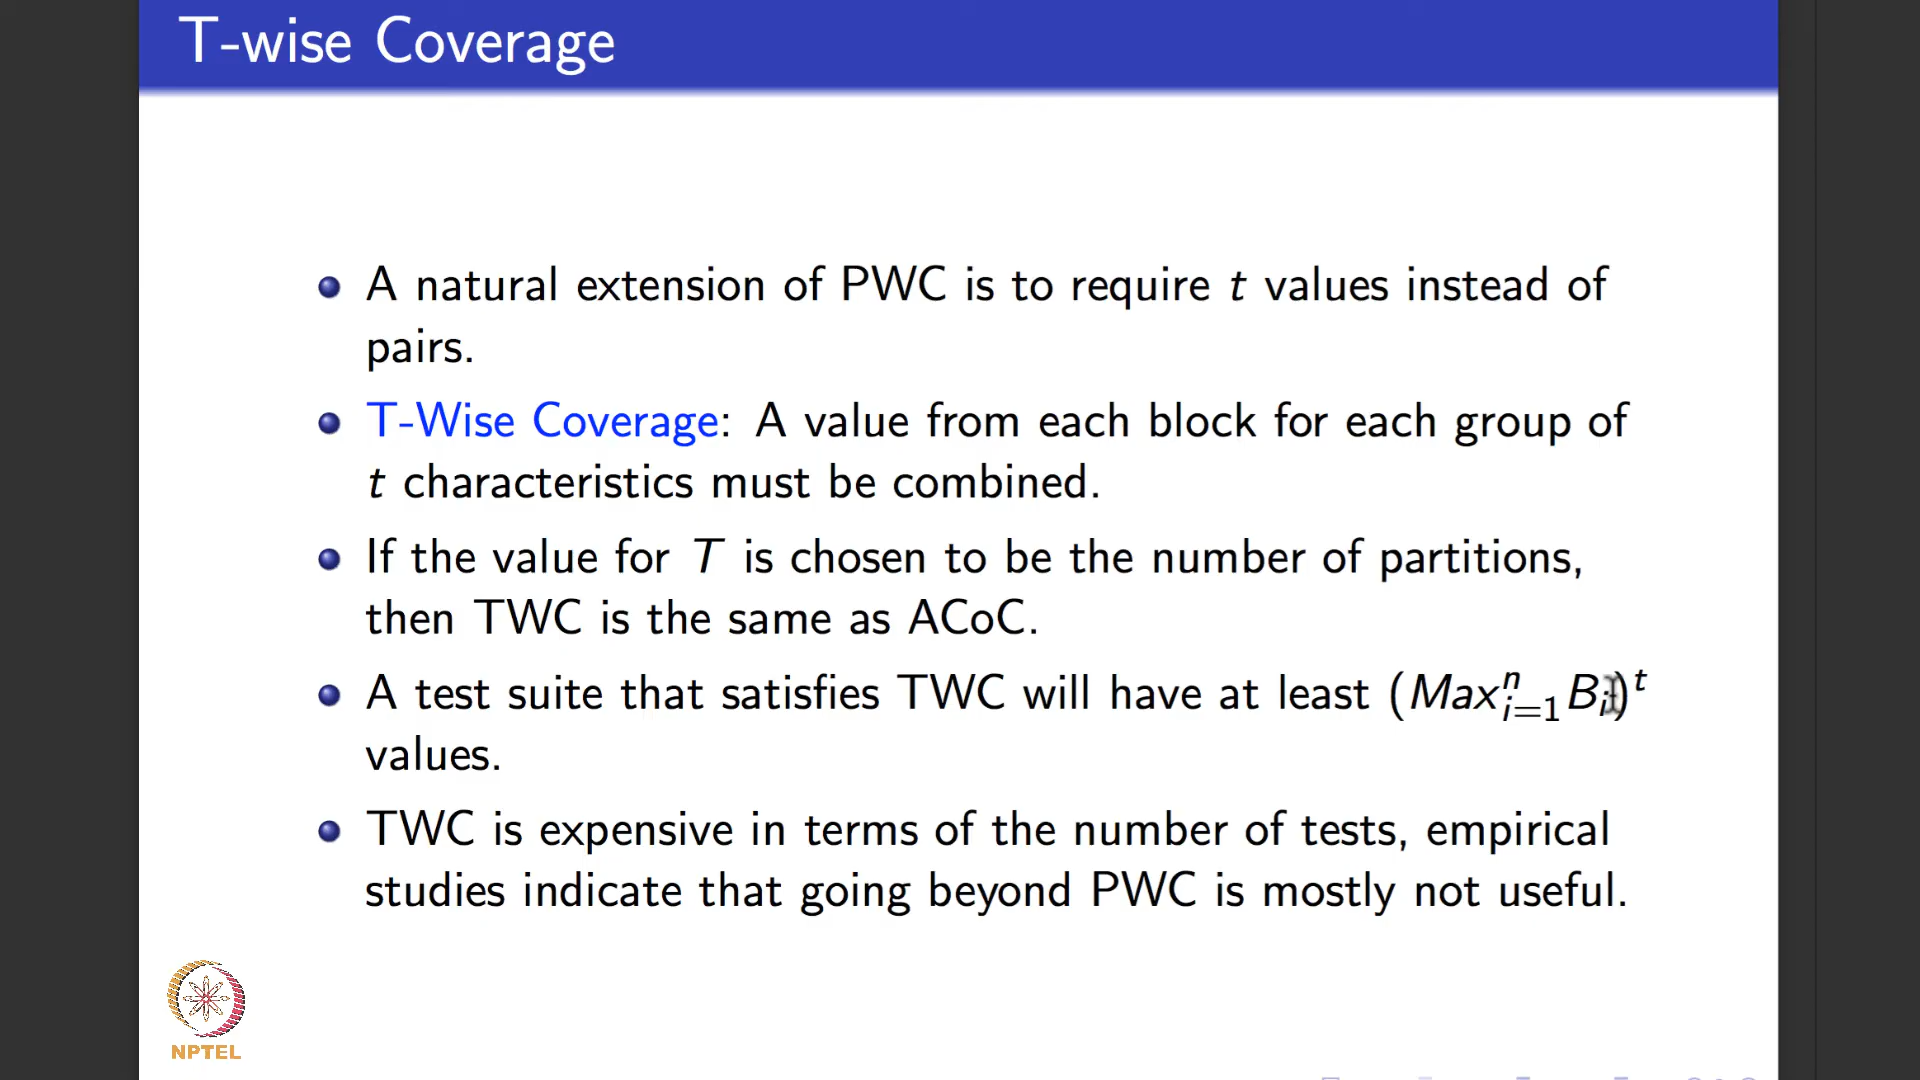 T-wise Coverage
A natural extension of PWC is to require t values instead of
pairs.
T-Wise Coverage: A value from each block for each group of
t characteristics must be combined.
If the value for T is chosen to be the number of partitions,
then TWC is the same as ACoC.
A test suite that satisfies TWC will have at least (Max_{i=1}^{n} B_i)^t
values.
TWC is expensive in terms of the number of tests, empirical
studies indicate that going beyond PWC is mostly not useful.
NPTEL